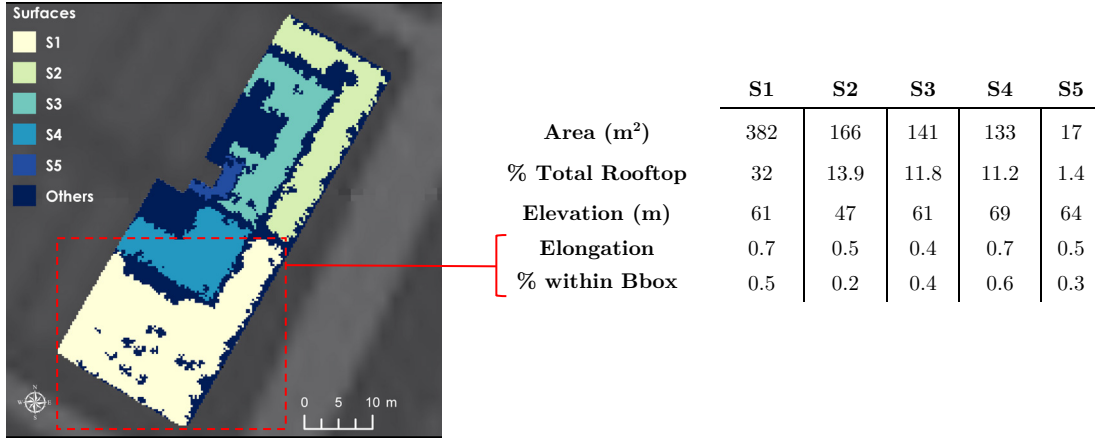 Surfaces
S1
S2
S3
S4
S5
Others
N
W E
S
0 5 10 m
S1 S2 S3 S4 S5
Area (m²) 382 166 141 133 17
% Total Rooftop 32 13.9 11.8 11.2 1.4
Elevation (m) 61 47 61 69 64
Elongation 0.7 0.5 0.4 0.7 0.5
% within Bbox 0.5 0.2 0.4 0.6 0.3